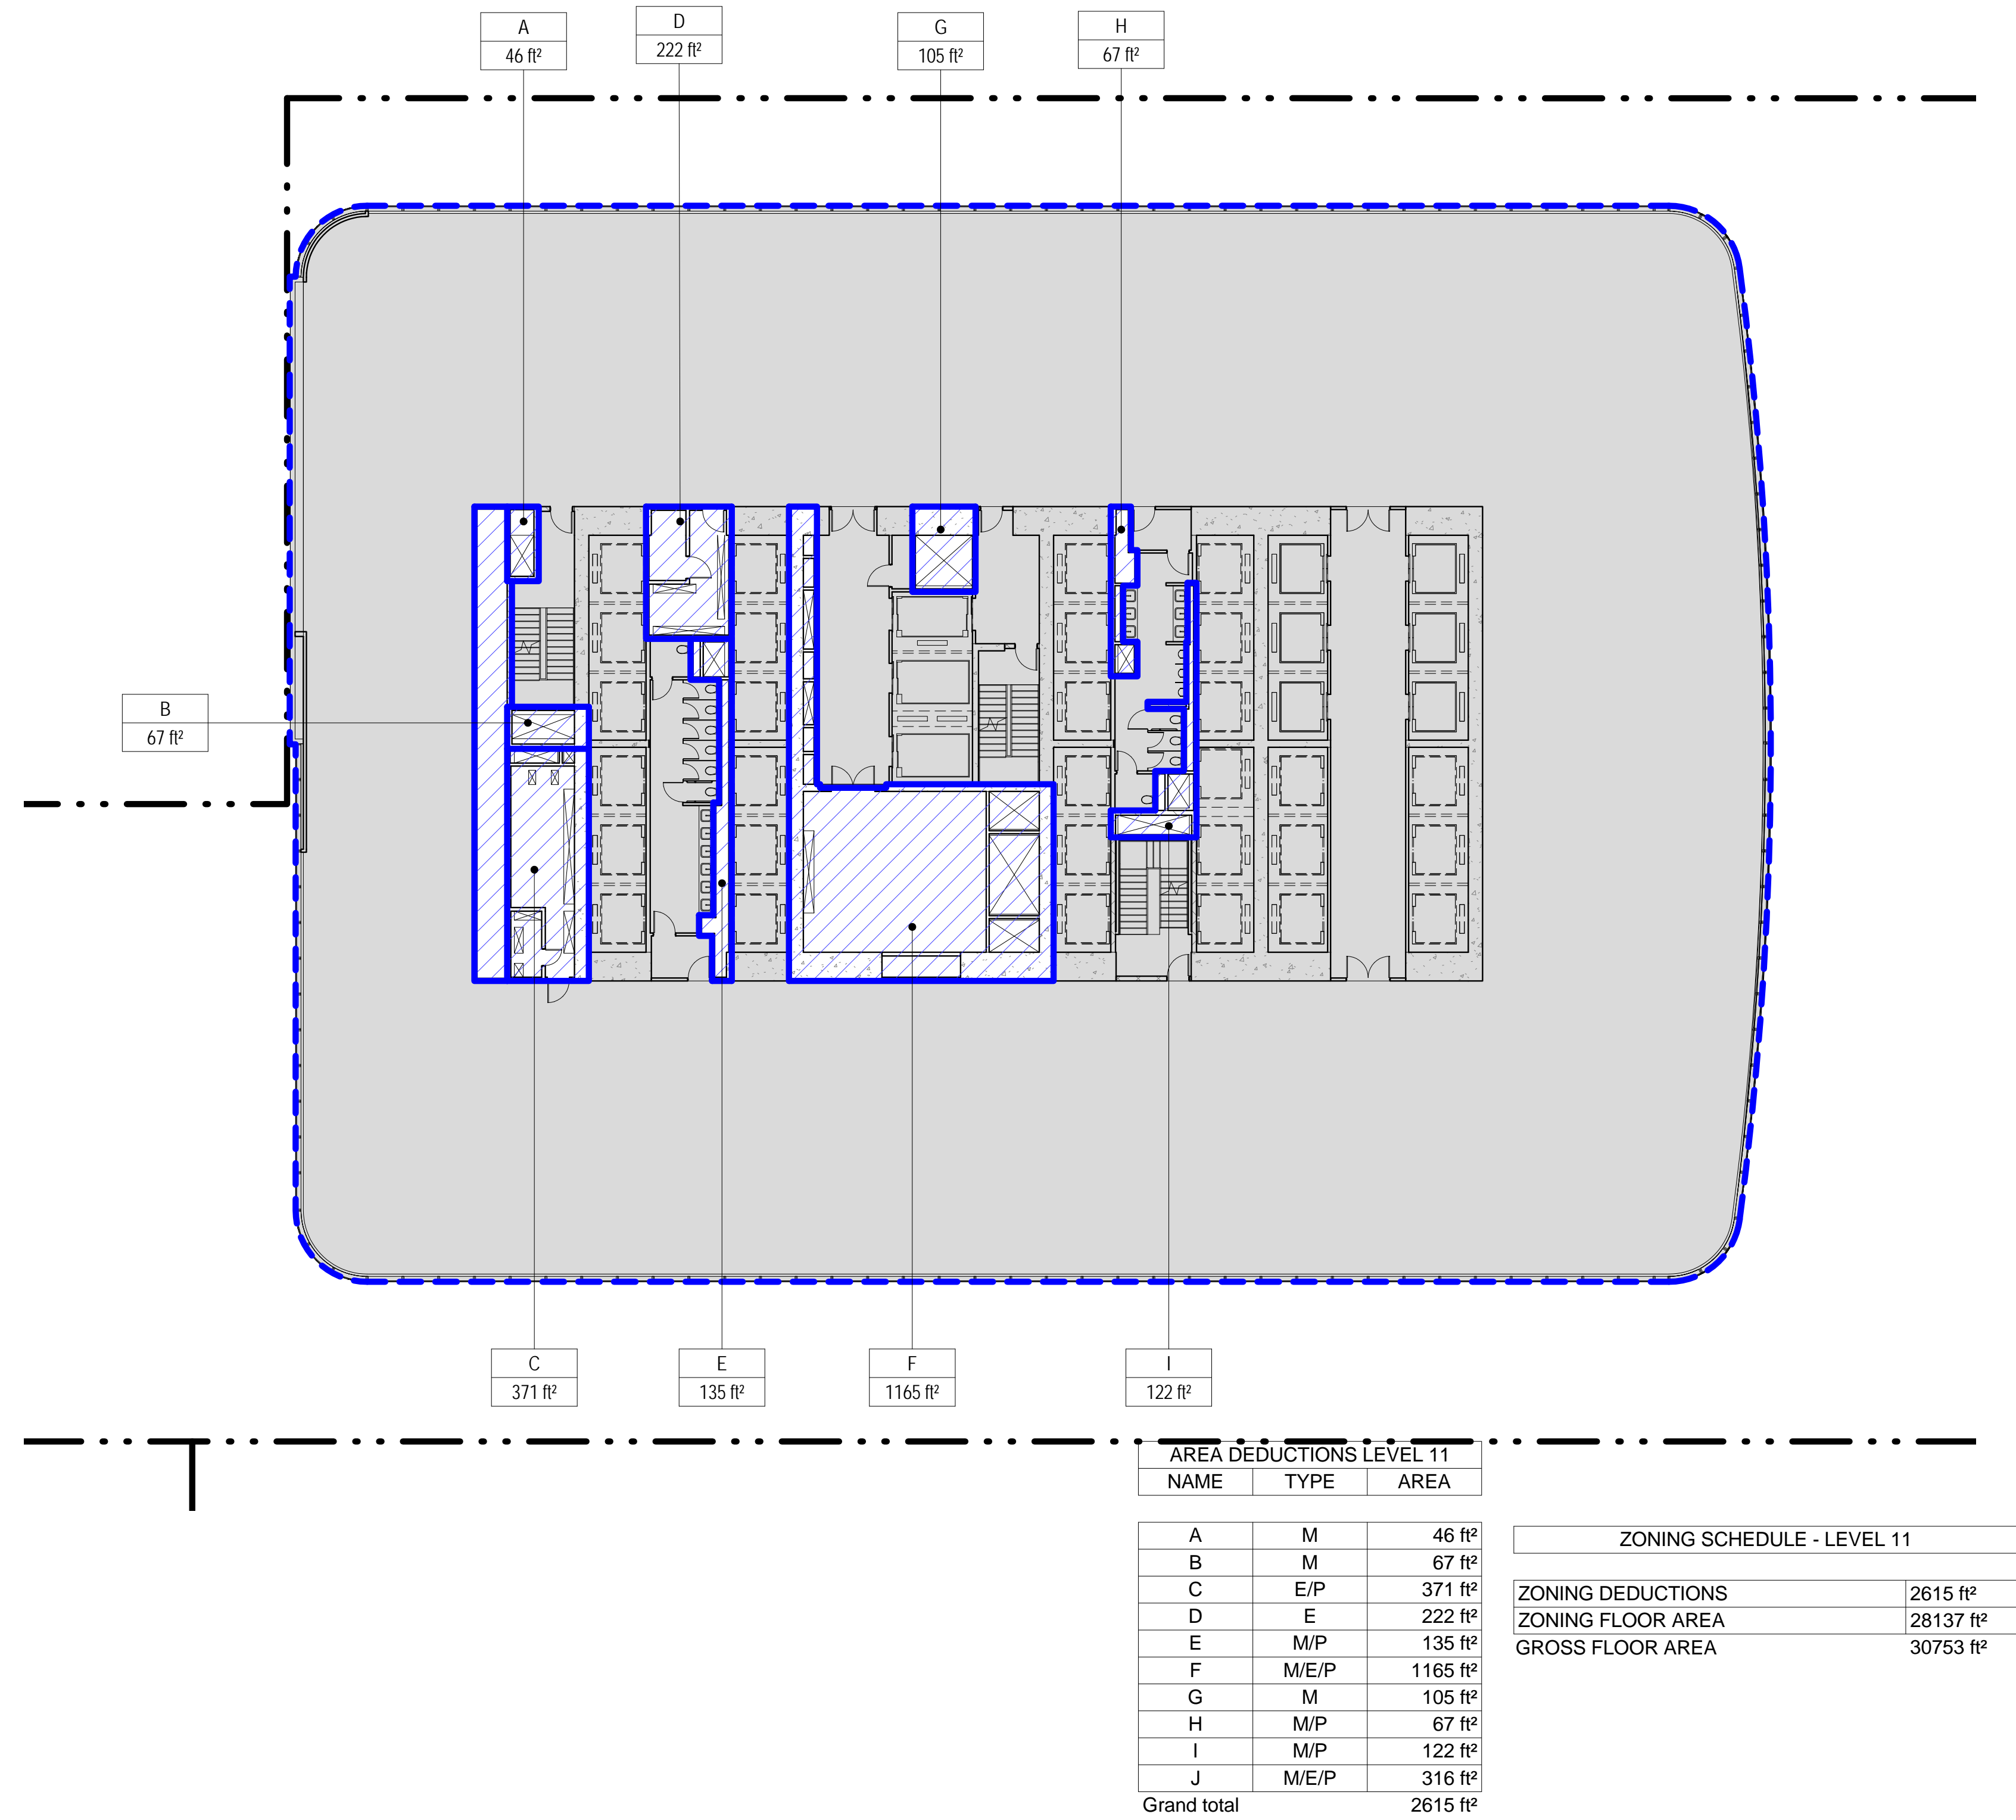 A
46 ft²
D
222 ft²
G
105 ft²
H
67 ft²
B
67 ft²
C
371 ft²
E
135 ft²
F
1165 ft²
I
122 ft²
AREA DEDUCTIONS LEVEL 11
NAME TYPE AREA
A M 46 ft²
B M 67 ft²
C E/P 371 ft²
D E 222 ft²
E M/P 135 ft²
F M/E/P 1165 ft²
G M 105 ft²
H M/P 67 ft²
I M/P 122 ft²
J M/E/P 316 ft²
Grand total 2615 ft²
ZONING SCHEDULE - LEVEL 11
ZONING DEDUCTIONS 2615 ft²
ZONING FLOOR AREA 28137 ft²
GROSS FLOOR AREA 30753 ft²